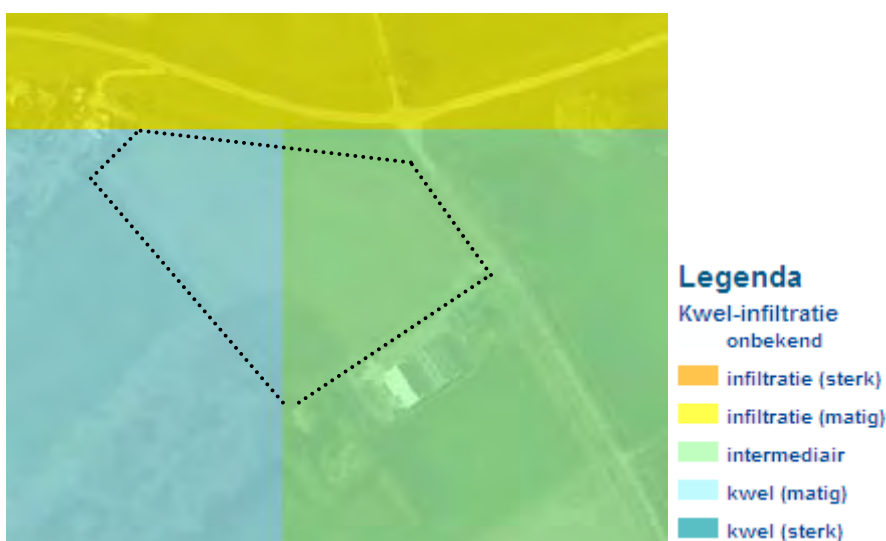 Legenda
Kwel-infiltratie
onbekend
infiltratie (sterk)
infiltratie (matig)
intermediair
kwel (matig)
kwel (sterk)